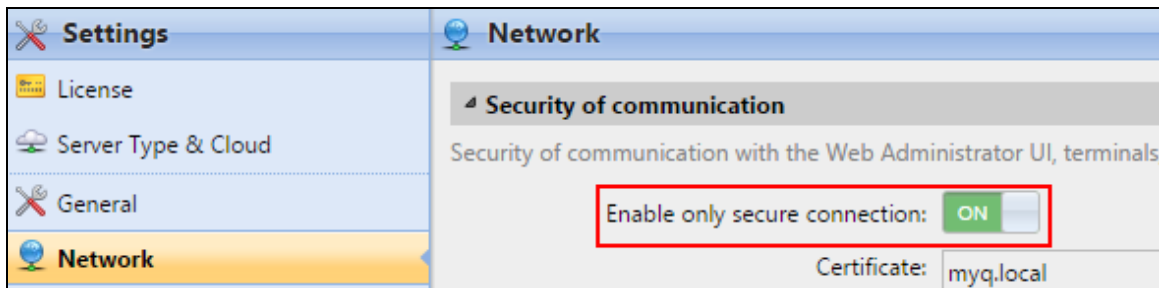 Settings
License
Server Type & Cloud
General
Network
Network
Security of communication
Security of communication with the Web Administrator UI, terminals
Enable only secure connection: ON
Certificate: myq.local